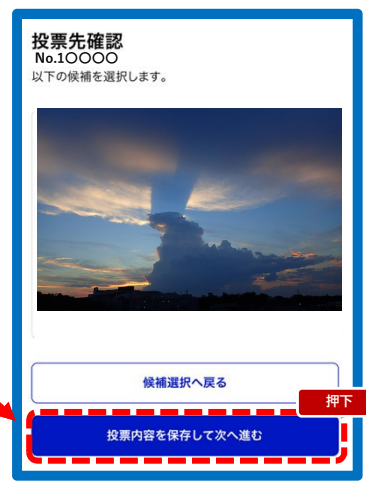 投票先確認
No.1〇〇〇〇
以下の候補を選択します。
候補選択へ戻る
押下
投票内容を保存して次へ進む